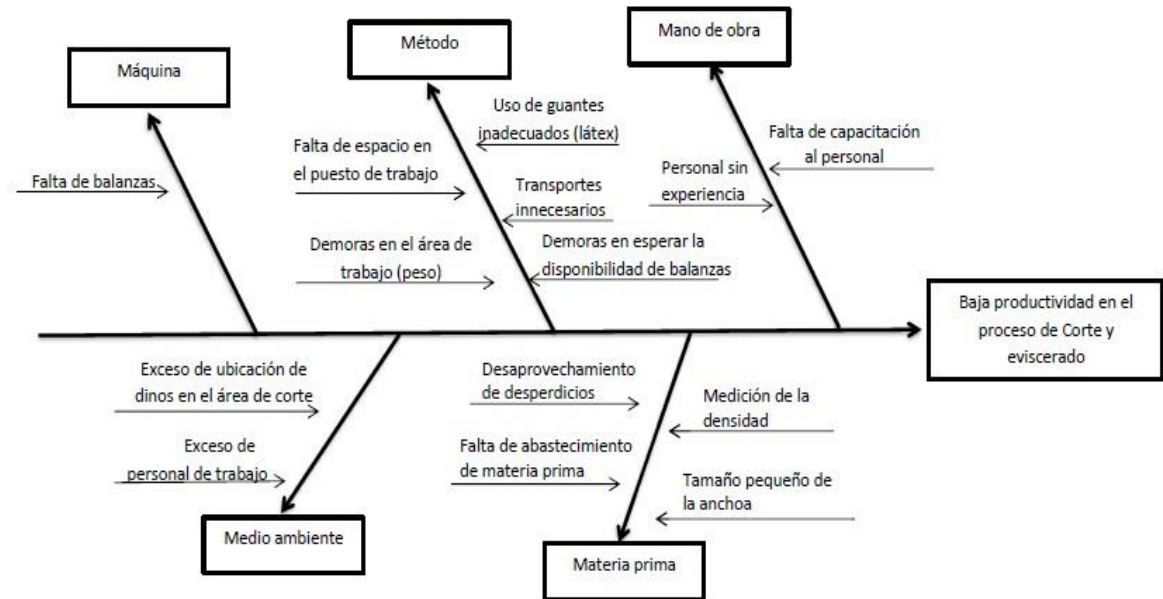 Máquina
Método
Mano de obra
Falta de balanzas
Uso de guantes
inadecuados (látex)
Falta de espacio en
el puesto de trabajo
Transportes
innecesarios
Demoras en el área de
trabajo (peso)
Demoras en esperar la
disponibilidad de balanzas
Falta de capacitación
al personal
Personal sin
experiencia
Baja productividad en el
proceso de Corte y
eviscerado
Exceso de ubicación de
dinos en el área de corte
Exceso de
personal de trabajo
Medio ambiente
Desaprovechamiento
de desperdicios
Medición de la
densidad
Falta de abastecimiento
de materia prima
Tamaño pequeño de
la anchoa
Materia prima